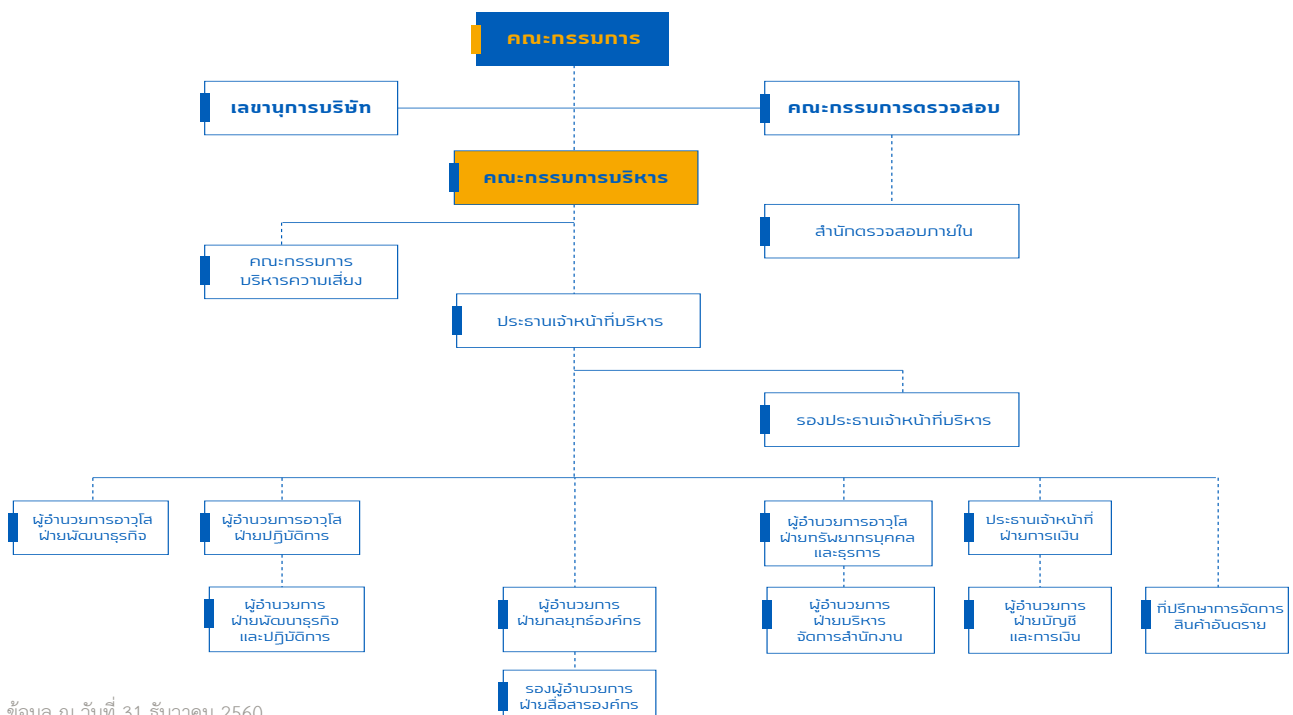 คณะกรรมการ
เลขานุการบริษัท
คณะกรรมการตรวจสอบ
คณะกรรมการบริหาร
สำนักตรวจสอบภายใน
คณะกรรมการ
บริหารความเสี่ยง
ประธานเจ้าหน้าที่บริหาร
รองประธานเจ้าหน้าที่บริหาร
ผู้อำนวยการอาวุโส
ฝ่ายพัฒนาธุรกิจ
ผู้อำนวยการอาวุโส
ฝ่ายปฏิบัติการ
ผู้อำนวยการอาวุโส
ฝ่ายทรัพยากรบุคคล
และธุรการ
ประธานเจ้าหน้าที่
ฝ่ายการเงิน
ผู้อำนวยการ
ฝ่ายพัฒนาธุรกิจ
และปฏิบัติการ
ผู้อำนวยการ
ฝ่ายกลยุทธ์องค์กร
ผู้อำนวยการ
ฝ่ายบริหาร
จัดการสำนักงาน
ผู้อำนวยการ
ฝ่ายบัญชี
และการเงิน
ที่ปรึกษาการจัดการ
สินค้าอันตราย
รองผู้อำนวยการ
ฝ่ายสื่อสารองค์กร
ข้อมูล ณ วันที่ 31 ธันวาคม 2560